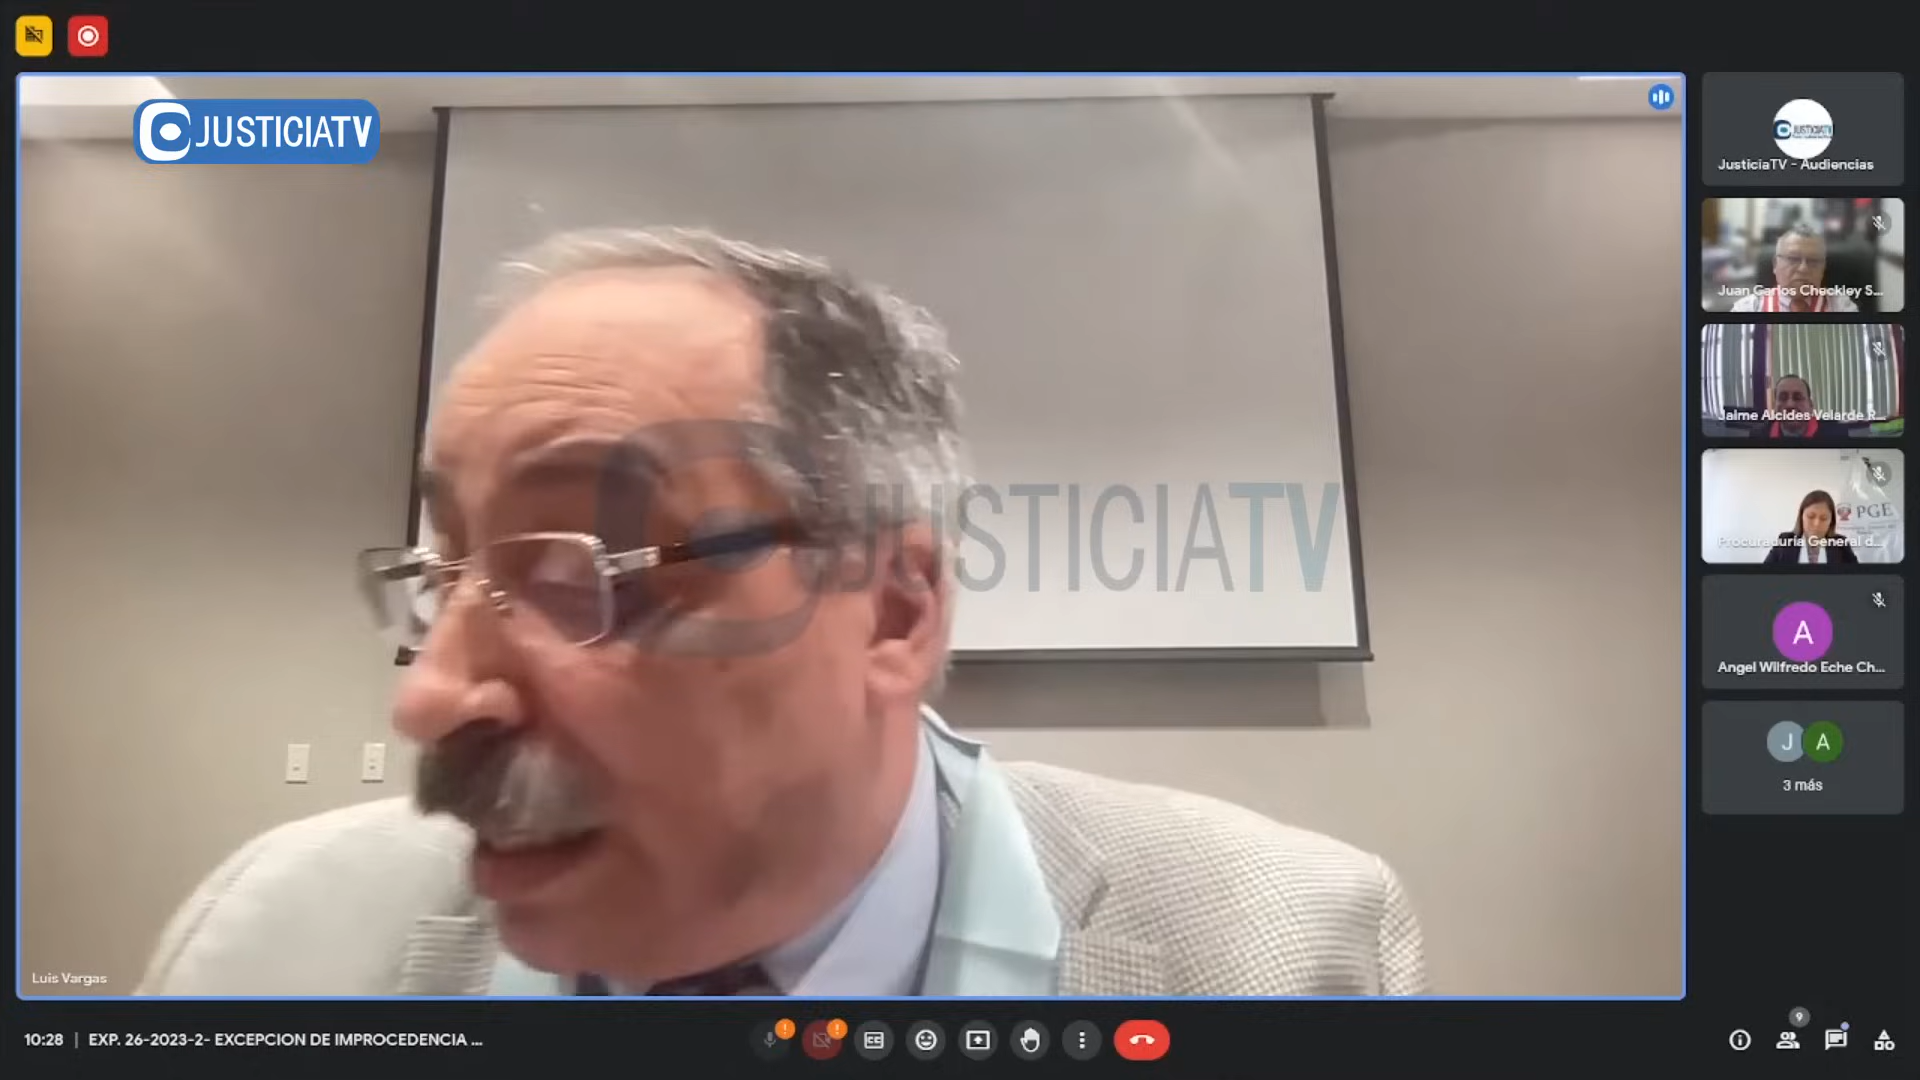 JUSTICIATV
JUSTICIATV
JusticiaTV - Audiencias
Juan Carlos Checkley S...
Jaime Alcides Velarde R...
PGE
Procuraduria General d...
A
Angel Wilfredo Eche Ch...
J A
3 más
Luis Vargas
10:28 | EXP. 26-2023-2- EXCEPCION DE IMPROCEDENCIA ...
9